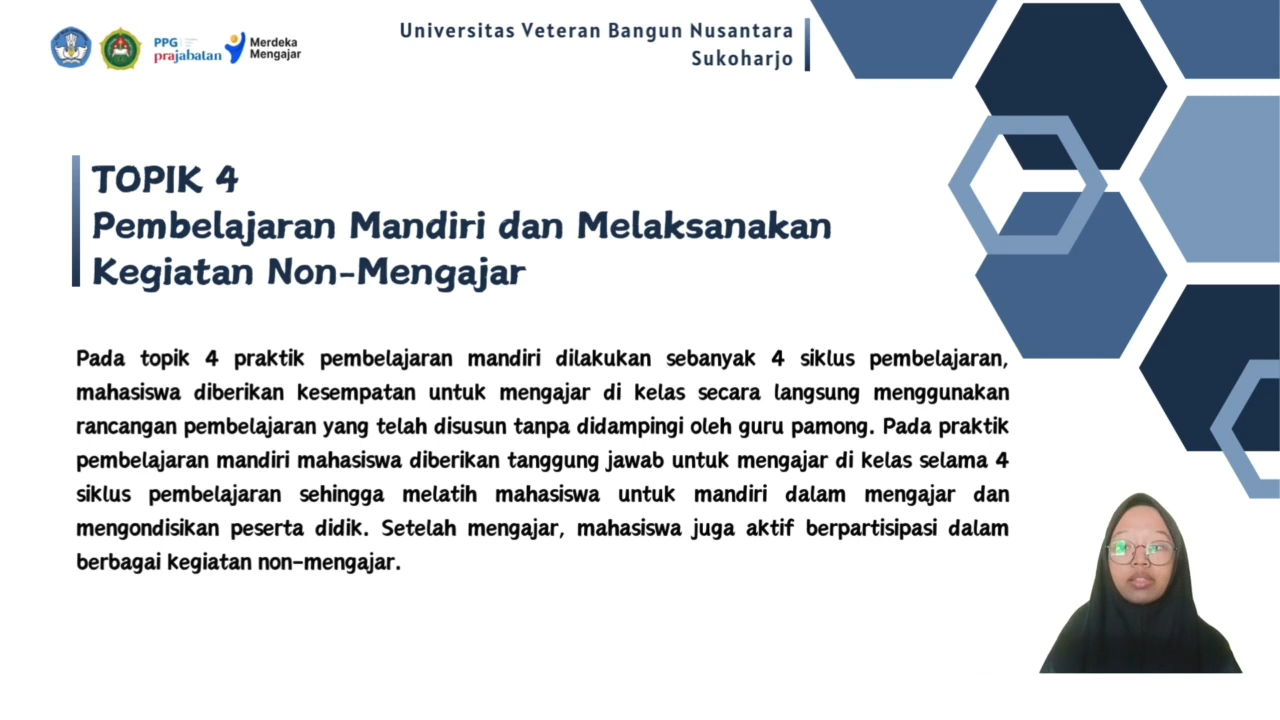 PPG
prajabatan
Merdeka
Mengajar
Universitas Veteran Bangun Nusantara
Sukoharjo
TOPIK 4
Pembelajaran Mandiri dan Melaksanakan
Kegiatan Non-Mengajar
Pada topik 4 praktik pembelajaran mandiri dilakukan sebanyak 4 siklus pembelajaran,
mahasiswa diberikan kesempatan untuk mengajar di kelas secara langsung menggunakan
rancangan pembelajaran yang telah disusun tanpa didampingi oleh guru pamong. Pada praktik
pembelajaran mandiri mahasiswa diberikan tanggung jawab untuk mengajar di kelas selama 4
siklus pembelajaran sehingga melatih mahasiswa untuk mandiri dalam mengajar dan
mengondisikan peserta didik. Setelah mengajar, mahasiswa juga aktif berpartisipasi dalam
berbagai kegiatan non-mengajar.